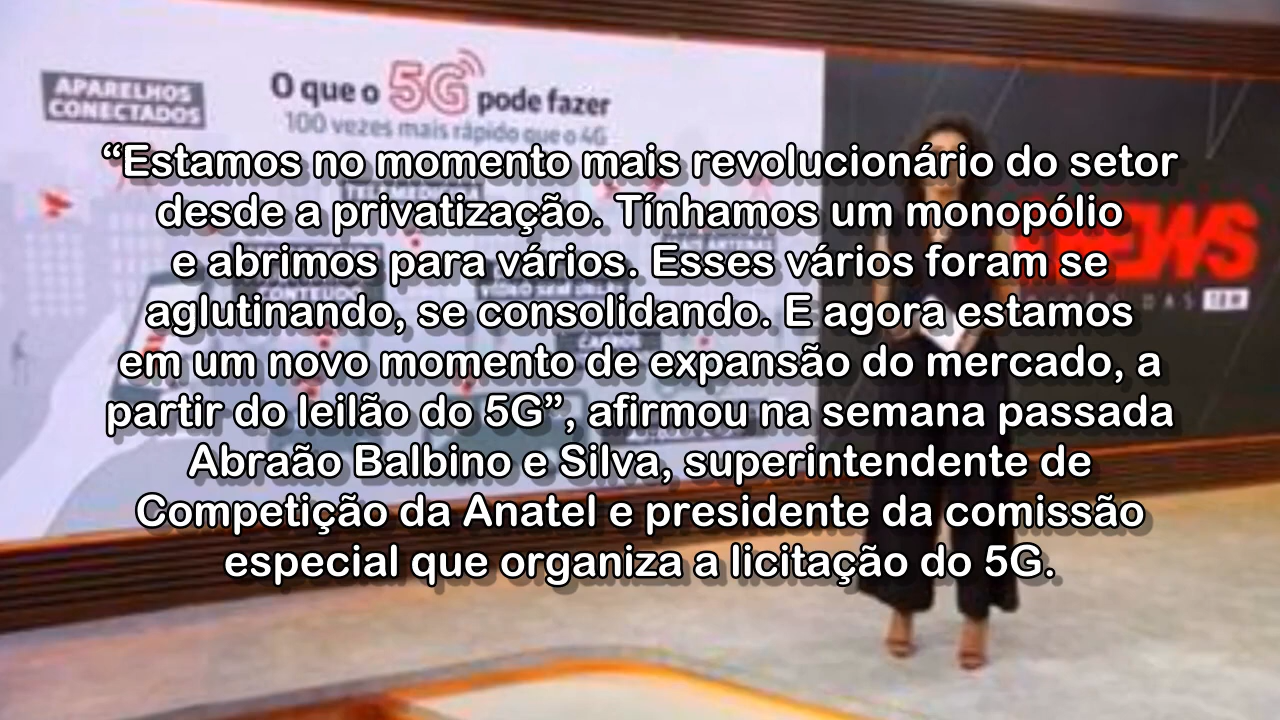 APARELHOS
CONECTADOS
O que o 5G pode fazer
100 vezes mais rápido que o 4G
“Estamos no momento mais revolucionário do setor
desde a privatização. Tínhamos um monopólio
e abrimos para vários. Esses vários foram se
aglutinando, se consolidando. E agora estamos
em um novo momento de expansão do mercado, a
partir do leilão do 5G”, afirmou na semana passada
Abraão Balbino e Silva, superintendente de
Competição da Anatel e presidente da comissão
especial que organiza a licitação do 5G.
NEWS
DAS 18H